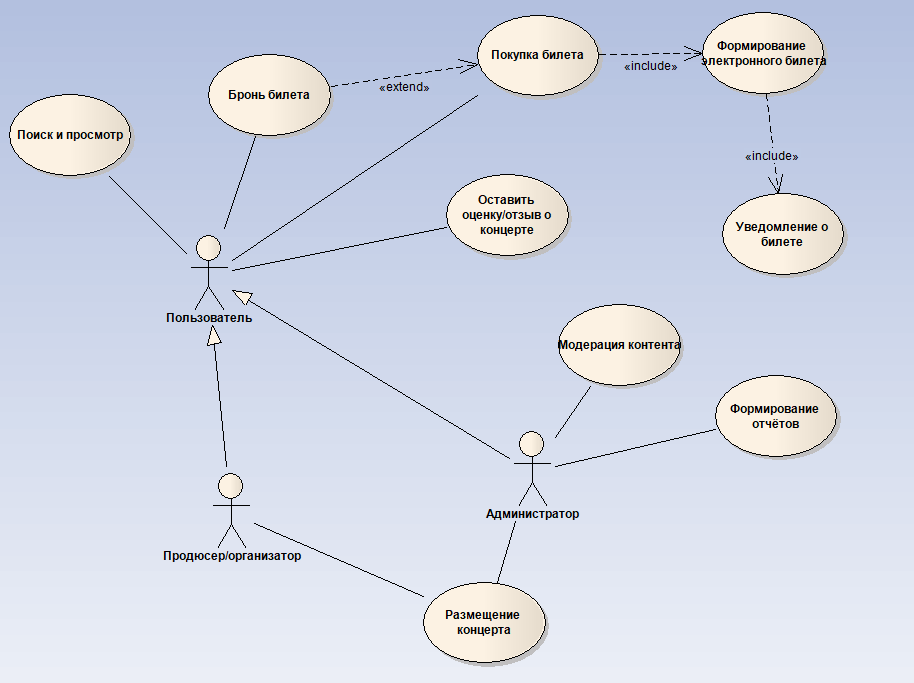 Покупка билета
Формирование
электронного билета
«include»
Бронь билета
«extend»
Поиск и просмотр
«include»
Оставить
оценку/отзыв о
концерте
Уведомление о
билете
Пользователь
Модерация контента
Формирование
отчётов
Администратор
Продюсер/организатор
Размещение
концерта